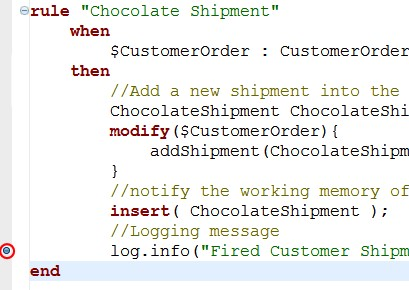 rule "Chocolate Shipment"
when
$CustomerOrder : CustomerOrder
then
//Add a new shipment into the
ChocolateShipment ChocolateShi
modify($CustomerOrder){
addShipment(ChocolateShipm
}
//notify the working memory of
insert( ChocolateShipment );
//Logging message
log.info("Fired Customer Shipm
end